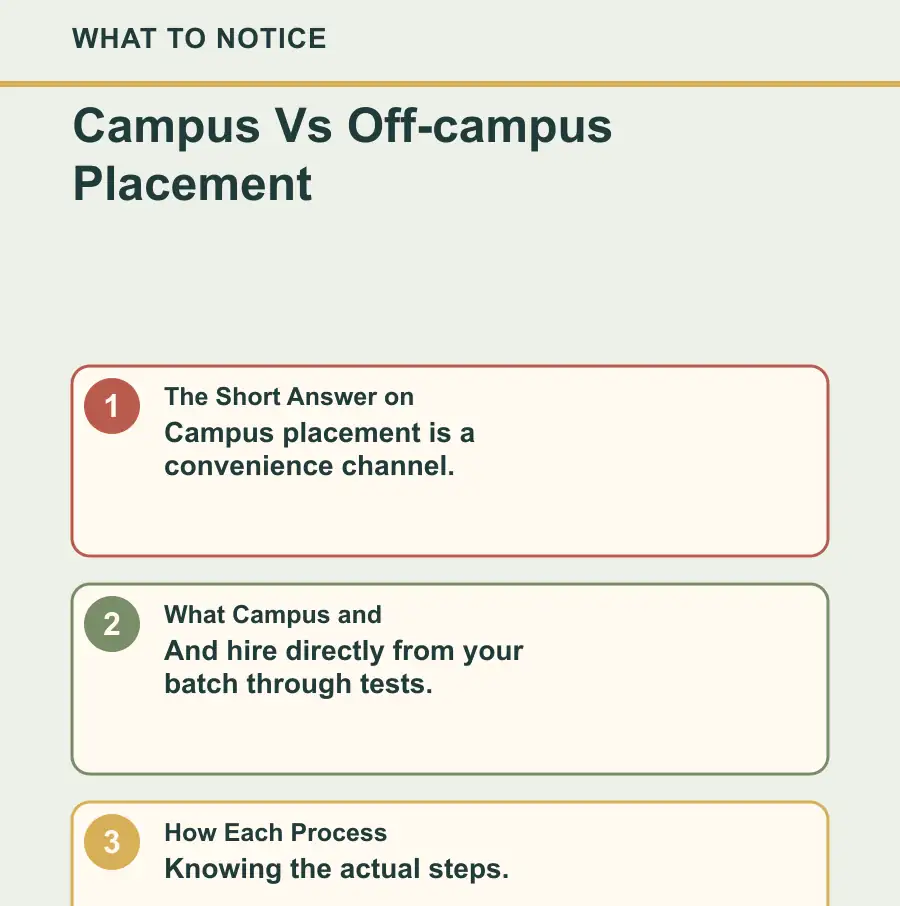 WHAT TO NOTICE
Campus Vs Off-campus
Placement
1
The Short Answer on
Campus placement is a
convenience channel.
2
What Campus and
And hire directly from your
batch through tests.
3
How Each Process
Knowing the actual steps.